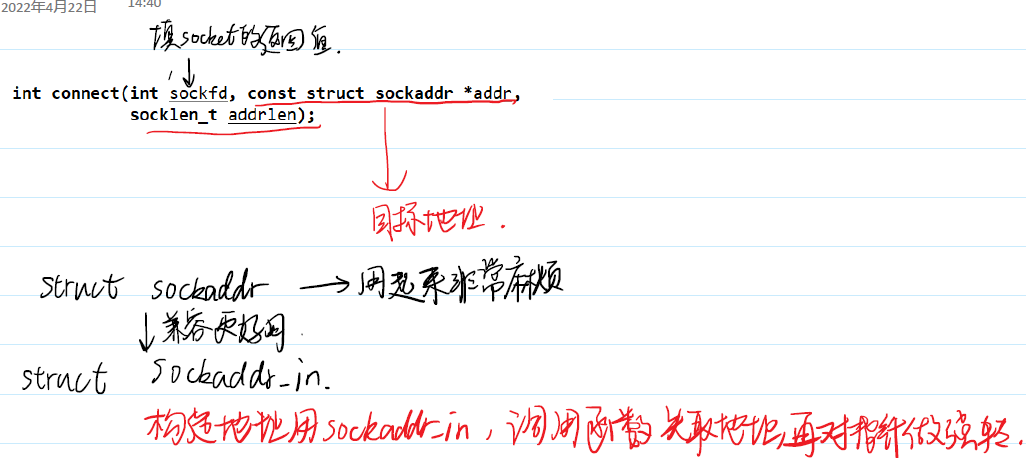 2022年4月22日 14:40
填socket的返回值.
int connect(int sockfd, const struct sockaddr *addr,
socklen_t addrlen);
目标地址.
struct sockaddr → 用起来非常麻烦
↓兼容更好用.
struct sockaddr_in.
构造地址用sockaddr_in, 调用函数先取地址,再对指针做强转.